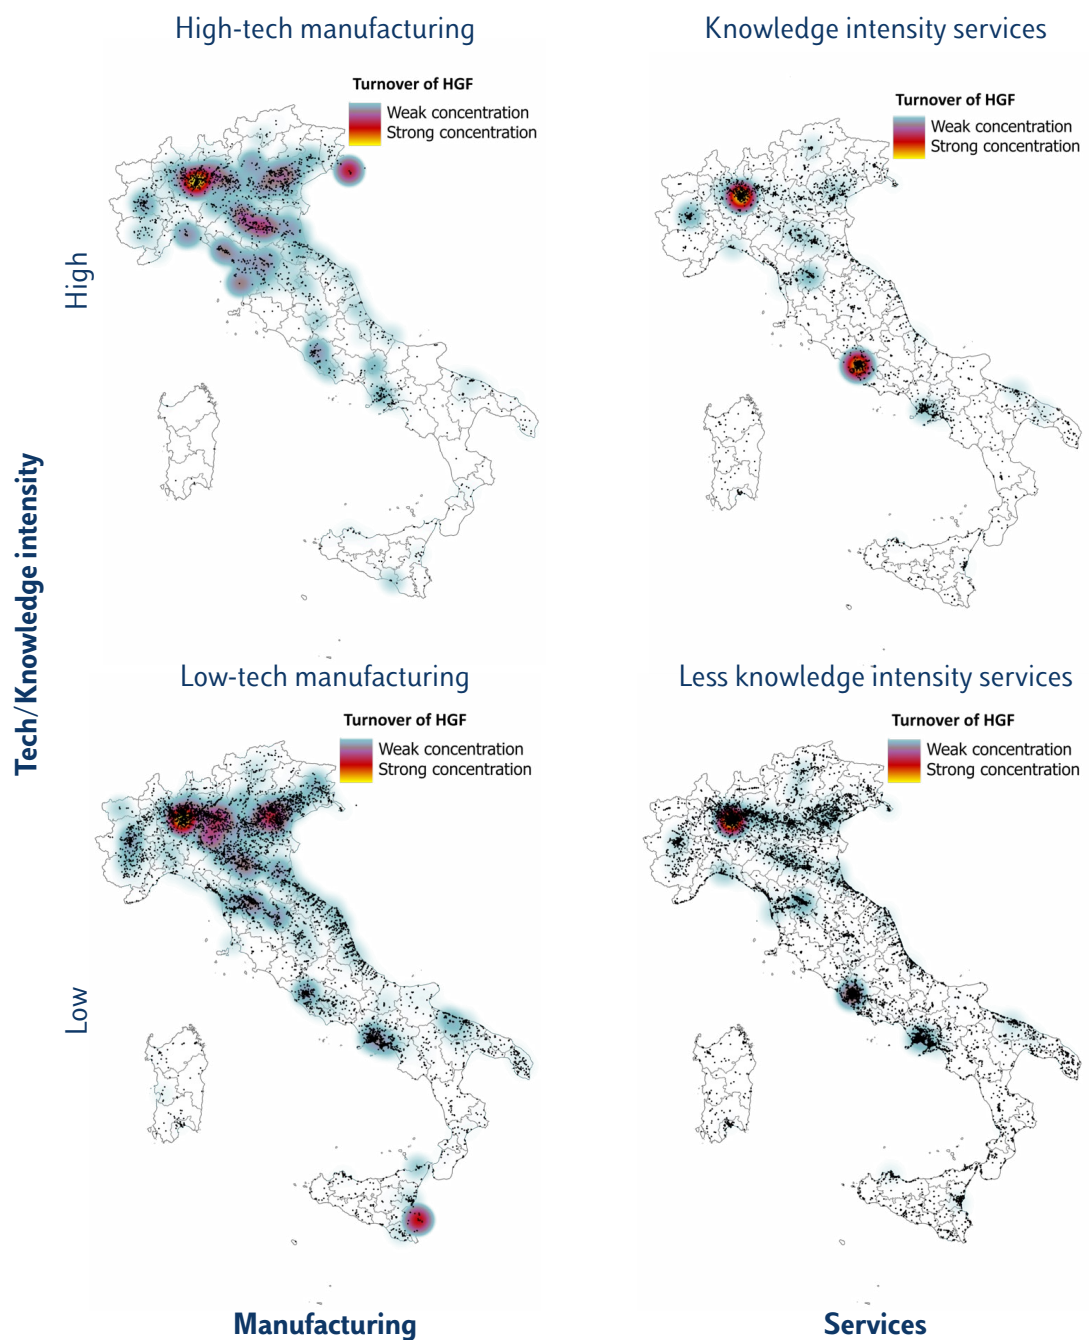 High-tech manufacturing
Knowledge intensity services
Turnover of HGF
Weak concentration
Strong concentration
Turnover of HGF
Weak concentration
Strong concentration
High
Tech/Knowledge intensity
Low-tech manufacturing
Less knowledge intensity services
Turnover of HGF
Weak concentration
Strong concentration
Turnover of HGF
Weak concentration
Strong concentration
Low
Manufacturing
Services